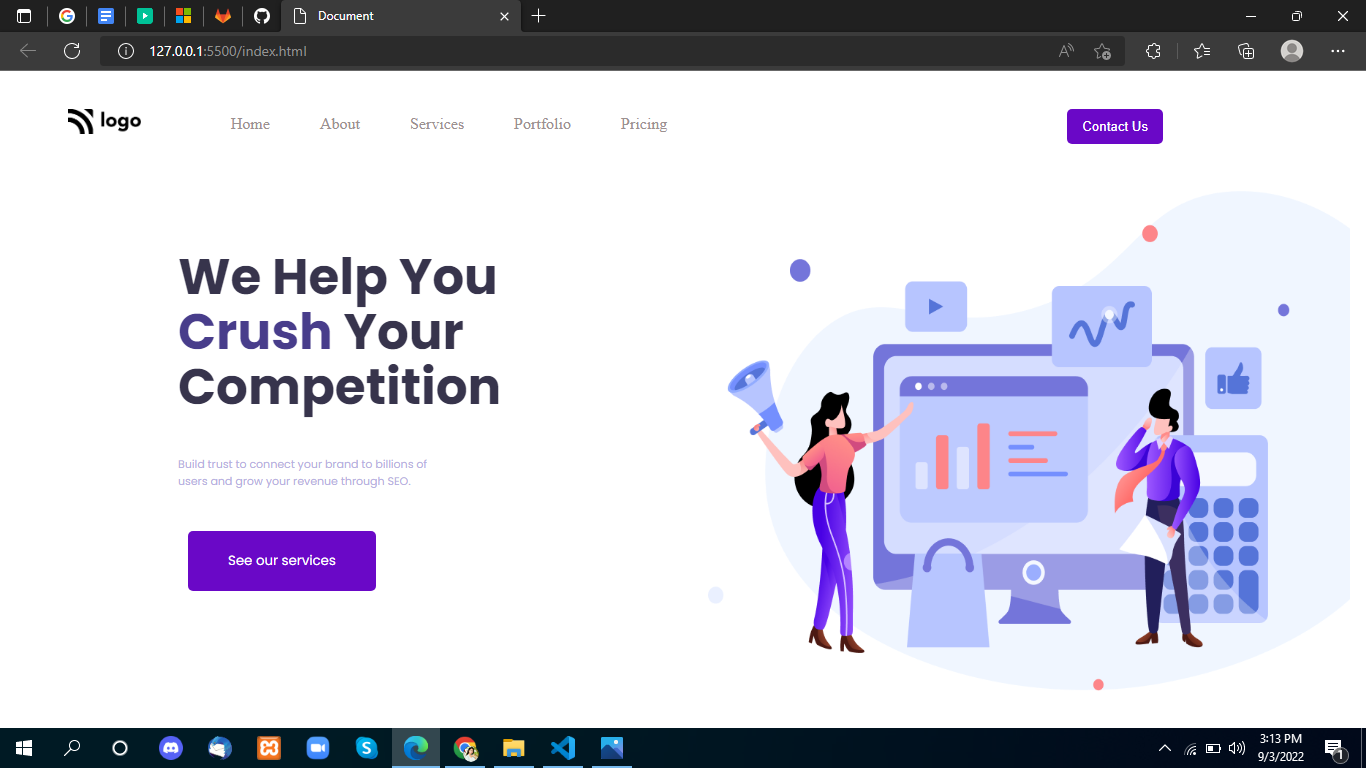 Document
127.0.0.1:5500/index.html
logo
Home
About
Services
Portfolio
Pricing
Contact Us
We Help You
Crush Your
Competition
Build trust to connect your brand to billions of
users and grow your revenue through SEO.
See our services
3:13 PM
9/3/2022
1